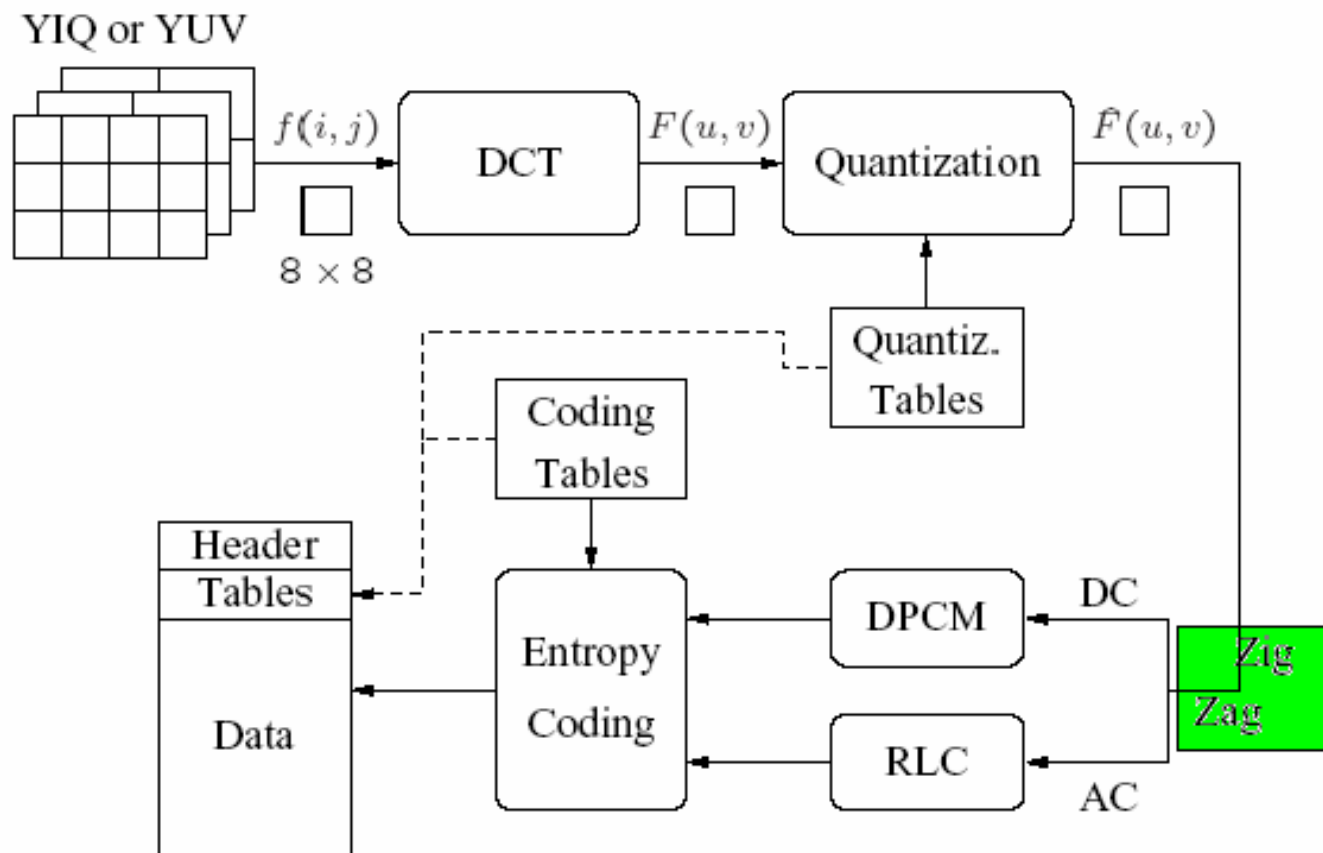 YIQ or YUV
f(i, j)
F(u, v)
F̂(u, v)
DCT
Quantization
8 × 8
Quantiz.
Tables
Coding
Tables
Header
Tables
Data
Entropy
Coding
DPCM
DC
Zig
Zag
RLC
AC